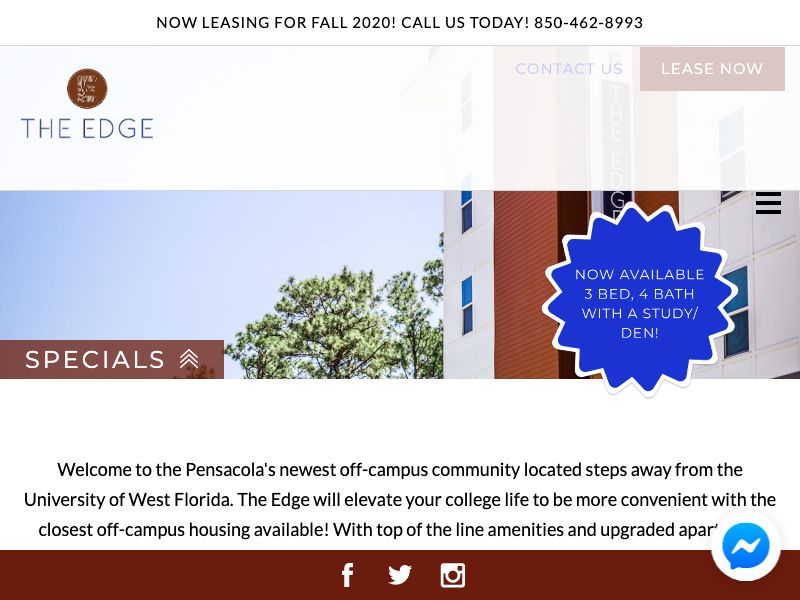 NOW LEASING FOR FALL 2020! CALL US TODAY! 850-462-8993
CONTACT US
LEASE NOW
THE EDGE
THE EDGE
NOW AVAILABLE
3 BED, 4 BATH
WITH A STUDY/
DEN!
SPECIALS
Welcome to the Pensacola's newest off-campus community located steps away from the
University of West Florida. The Edge will elevate your college life to be more convenient with the
closest off-campus housing available! With top of the line amenities and upgraded